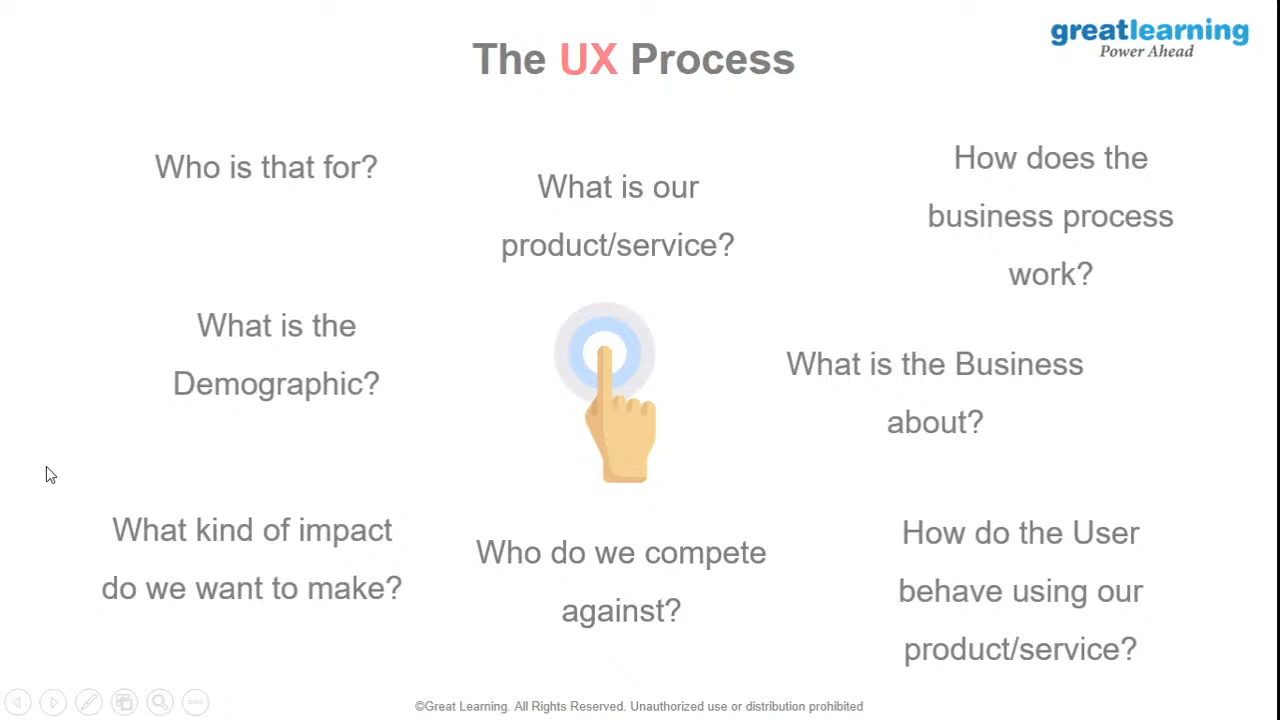 greatlearning
Power Ahead
The UX Process
Who is that for?
What is our
product/service?
How does the
business process
work?
What is the
Demographic?
What is the Business
about?
What kind of impact
do we want to make?
Who do we compete
against?
How do the User
behave using our
product/service?
©Great Learning. All Rights Reserved. Unauthorized use or distribution prohibited